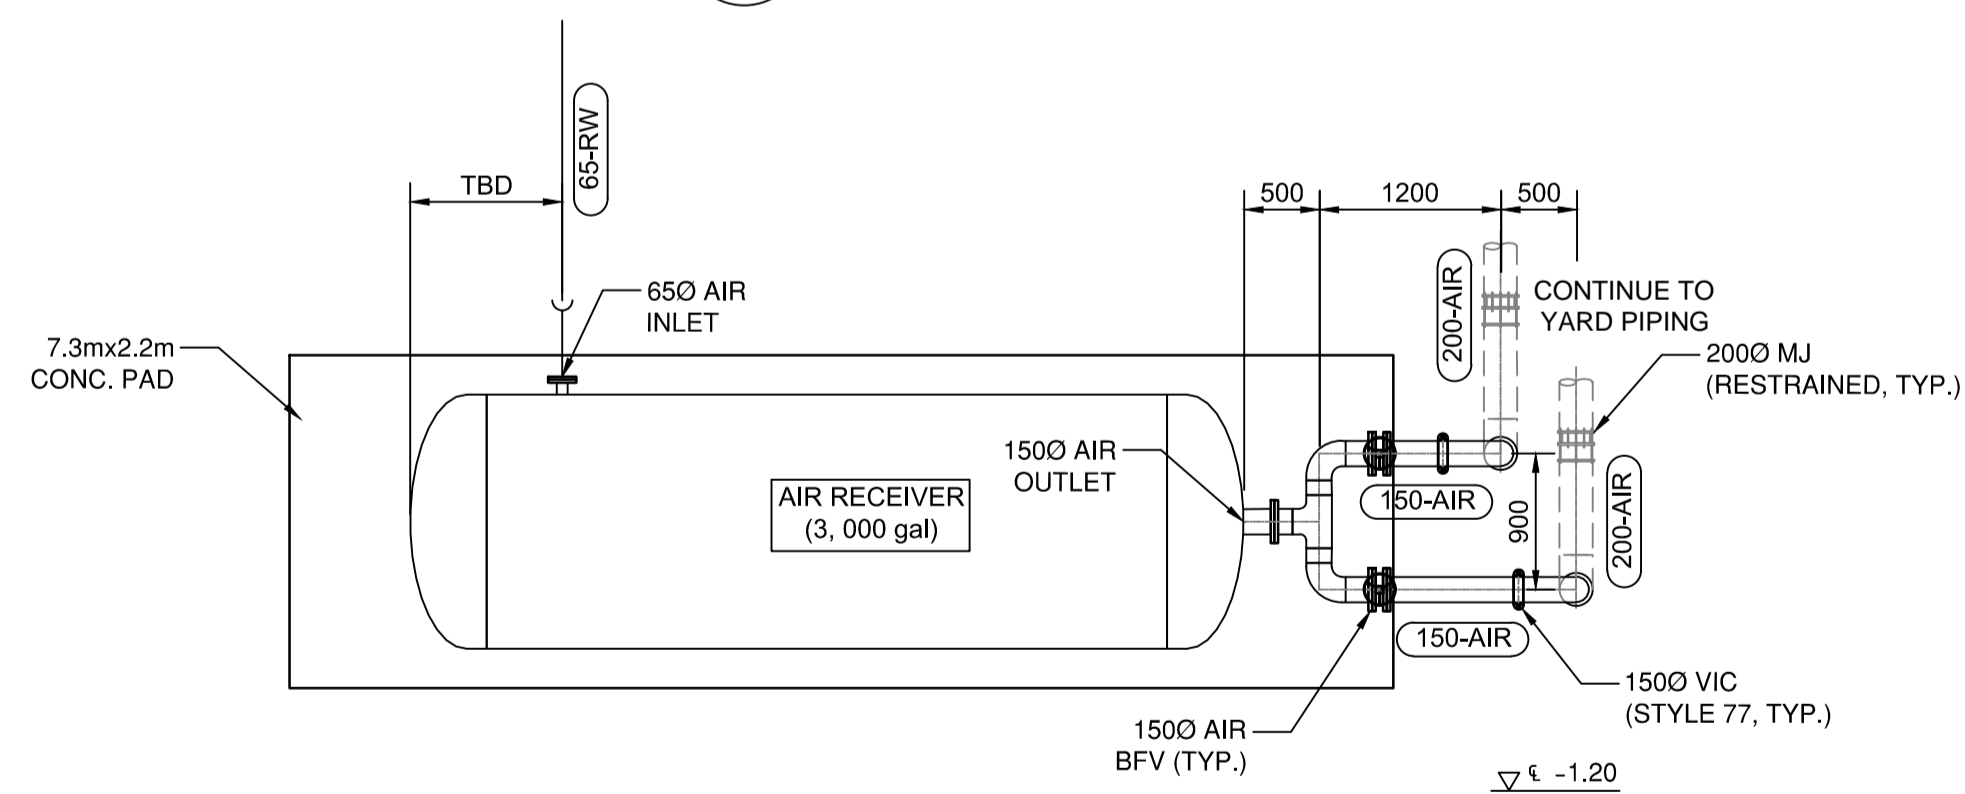 TBD
65-RW
500
1200
500
65Ø AIR
INLET
200-AIR
CONTINUE TO
YARD PIPING
7.3mx2.2m
CONC. PAD
200Ø MJ
(RESTRAINED, TYP.)
150Ø AIR
OUTLET
AIR RECEIVER
(3, 000 gal)
150-AIR
900
200-AIR
150-AIR
150Ø VIC
(STYLE 77, TYP.)
150Ø AIR
BFV (TYP.)
℄ -1.20